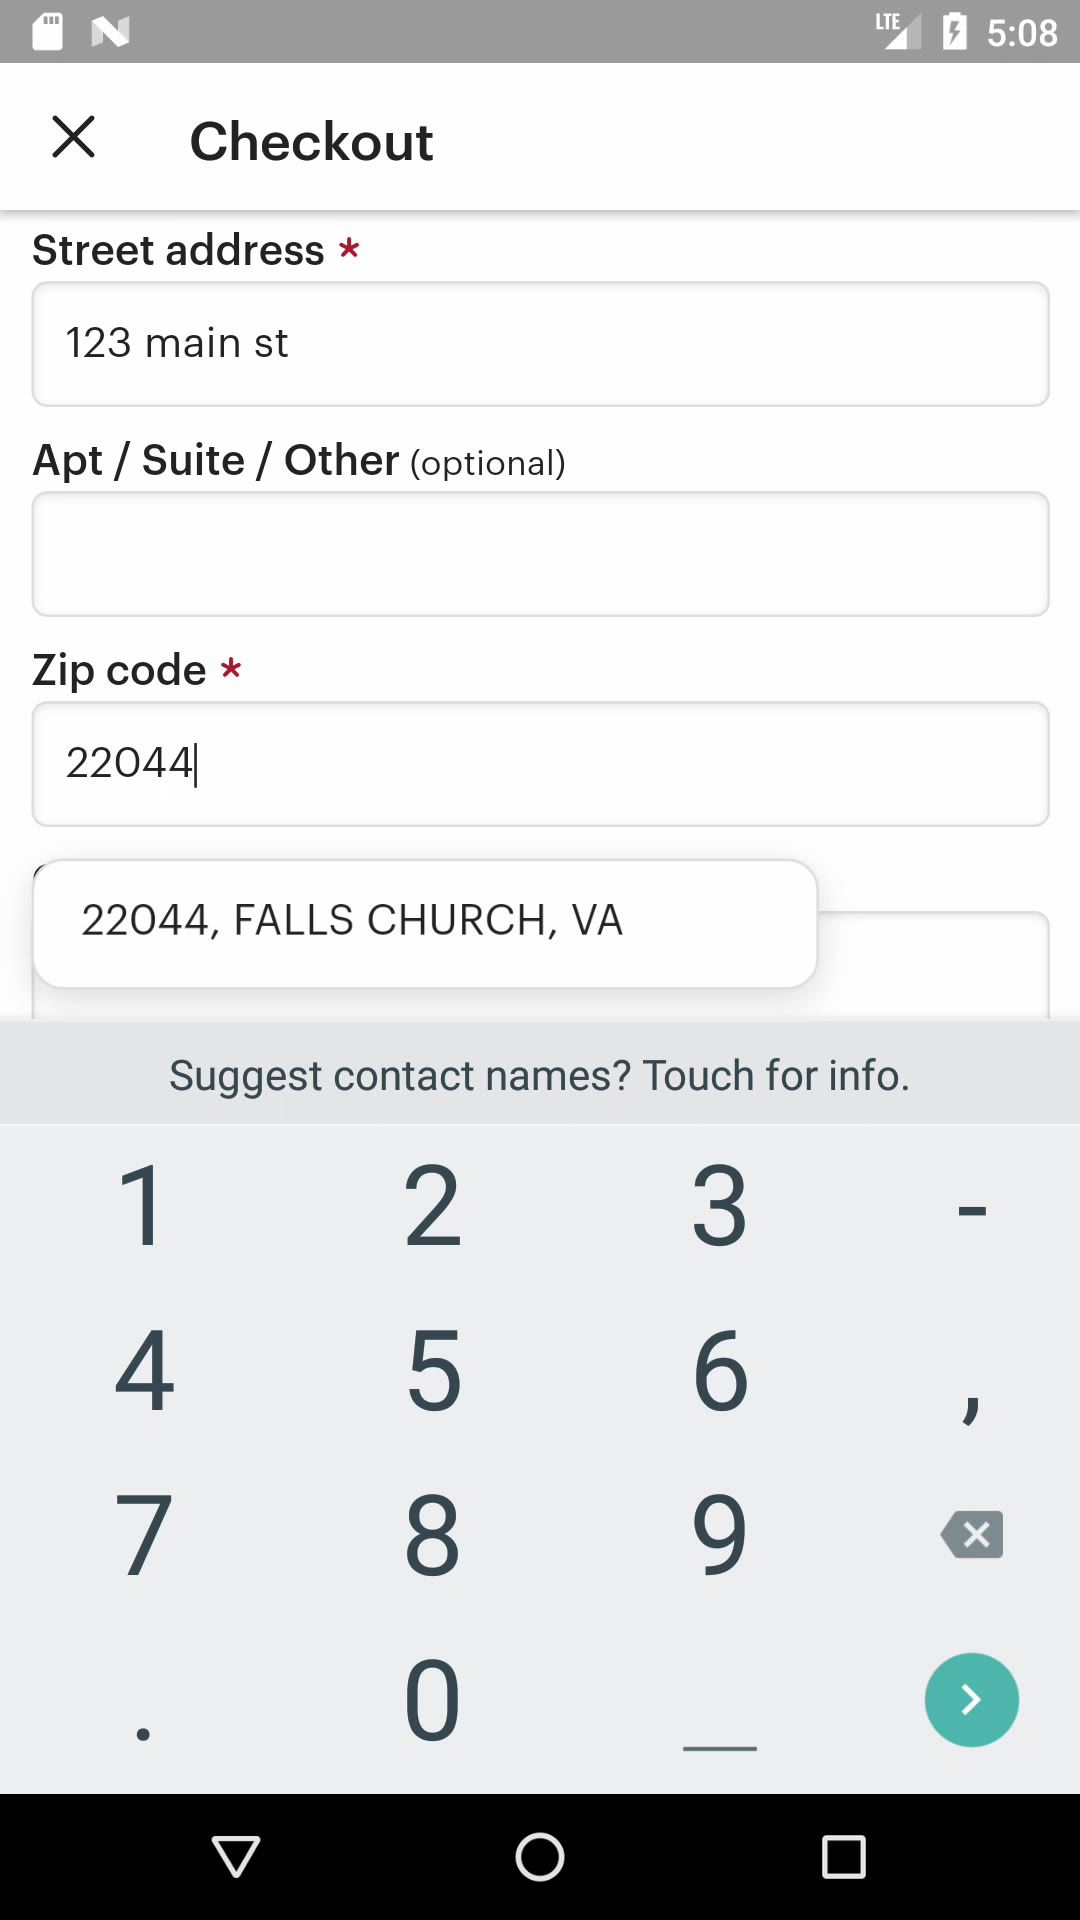 LTE 5:08
Checkout
Street address *
123 main st
Apt / Suite / Other (optional)
Zip code *
22044
22044, FALLS CHURCH, VA
Suggest contact names? Touch for info.
1 2 3 -
4 5 6 ,
7 8 9
. 0 _